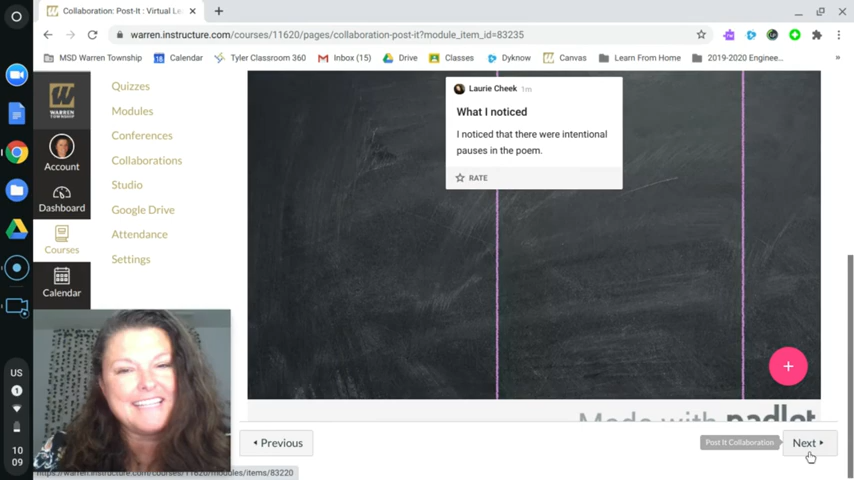 Collaboration: Post-It : Virtual Le
warren.instructure.com/courses/11620/pages/collaboration-post-it?module_item_id=83235
MSD Warren Township
Calendar
Tyler Classroom 360
Inbox (15)
Drive
Classes
Dyknow
Canvas
Learn From Home
2019-2020 Enginee...
WARREN
TOWNSHIP
Account
Dashboard
Courses
Calendar
Quizzes
Modules
Conferences
Collaborations
Studio
Google Drive
Attendance
Settings
Laurie Cheek 1m
What I noticed
I noticed that there were intentional
pauses in the poem.
RATE
Made with padlet
Previous
Post It Collaboration
Next
US
1
10
09
https://warren.instructure.com/courses/11620/modules/items/83220